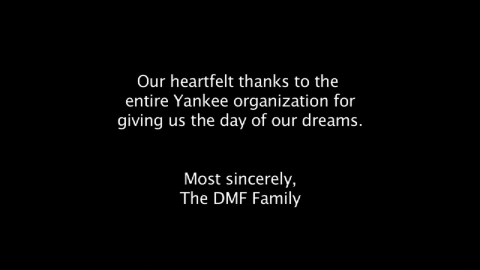 Our heartfelt thanks to the
entire Yankee organization for
giving us the day of our dreams.
Most sincerely,
The DMF Family